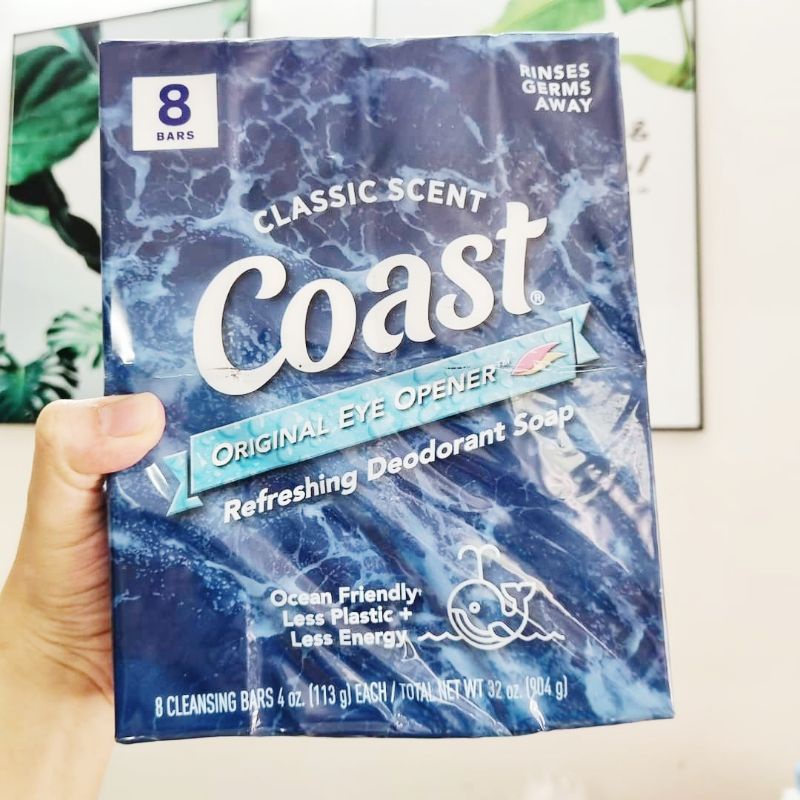 8
BARS
RINSES
GERMS
AWAY
CLASSIC SCENT
Coast®
ORIGINAL EYE OPENER™
Refreshing Deodorant Soap
Ocean Friendly
Less Plastic +
Less Energy
8 CLEANSING BARS 4 oz. (113 g) EACH / TOTAL NET WT 32 oz. (904 g)